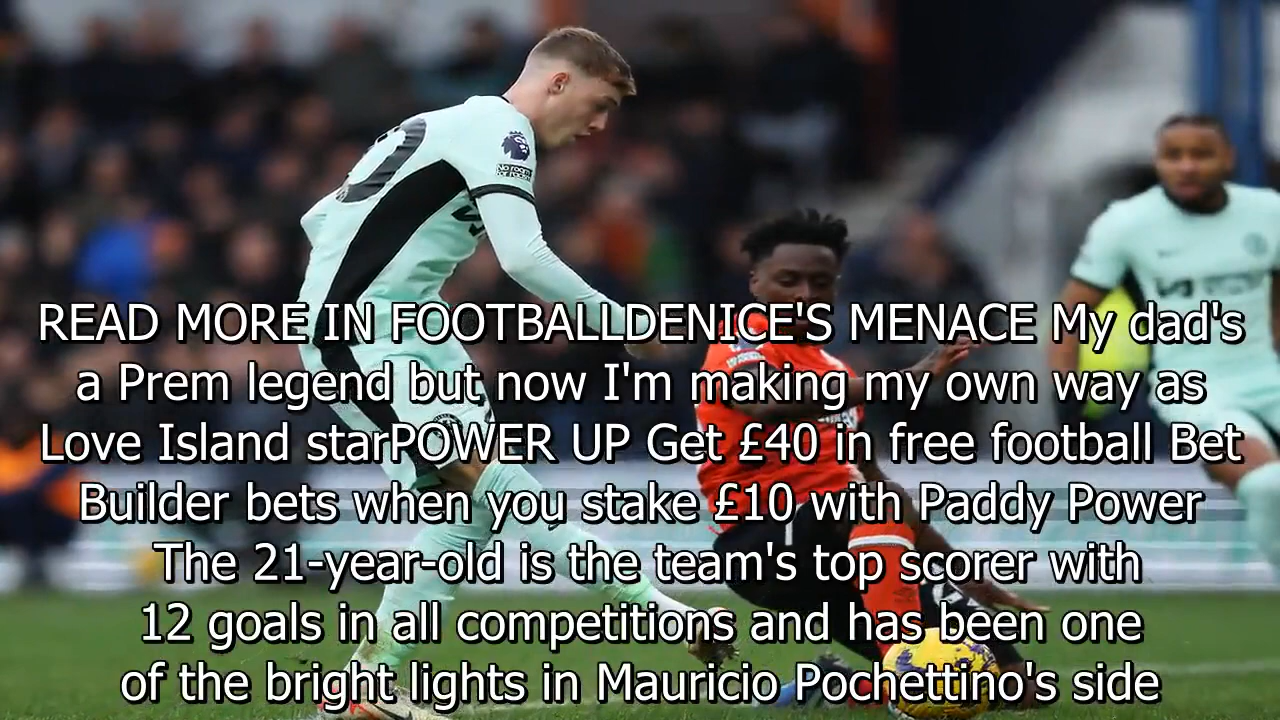 READ MORE IN FOOTBALLDENICE'S MENACE My dad's
a Prem legend but now I'm making my own way as
Love Island starPOWER UP Get £40 in free football Bet
Builder bets when you stake £10 with Paddy Power
The 21-year-old is the team's top scorer with
12 goals in all competitions and has been one
of the bright lights in Mauricio Pochettino's side